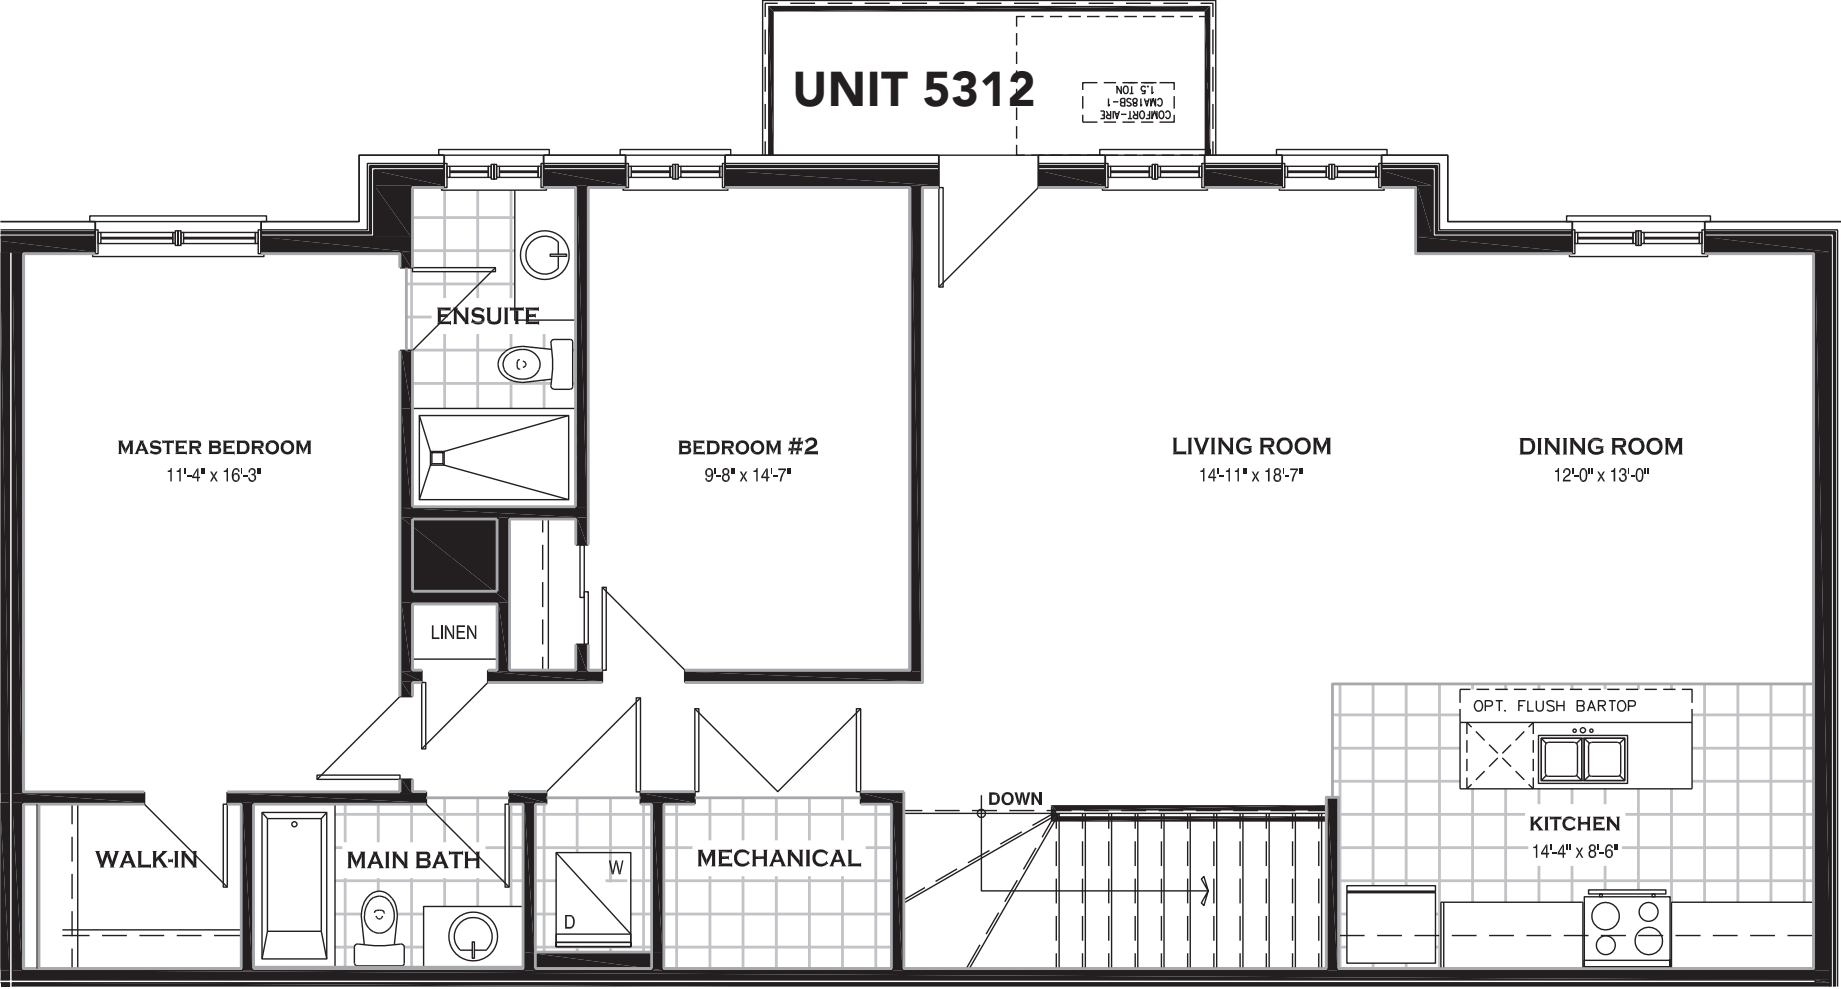 UNIT 5312
COMFORT-AIRE
CMA18SB-1
1.5 TON
ENSUITE
MASTER BEDROOM
11'-4" x 16'-3"
BEDROOM #2
9'-8" x 14'-7"
LIVING ROOM
14'-11" x 18'-7"
DINING ROOM
12'-0" x 13'-0"
LINEN
OPT. FLUSH BARTOP
DOWN
KITCHEN
14'-4" x 8'-6"
WALK-IN
MAIN BATH
W
D
MECHANICAL